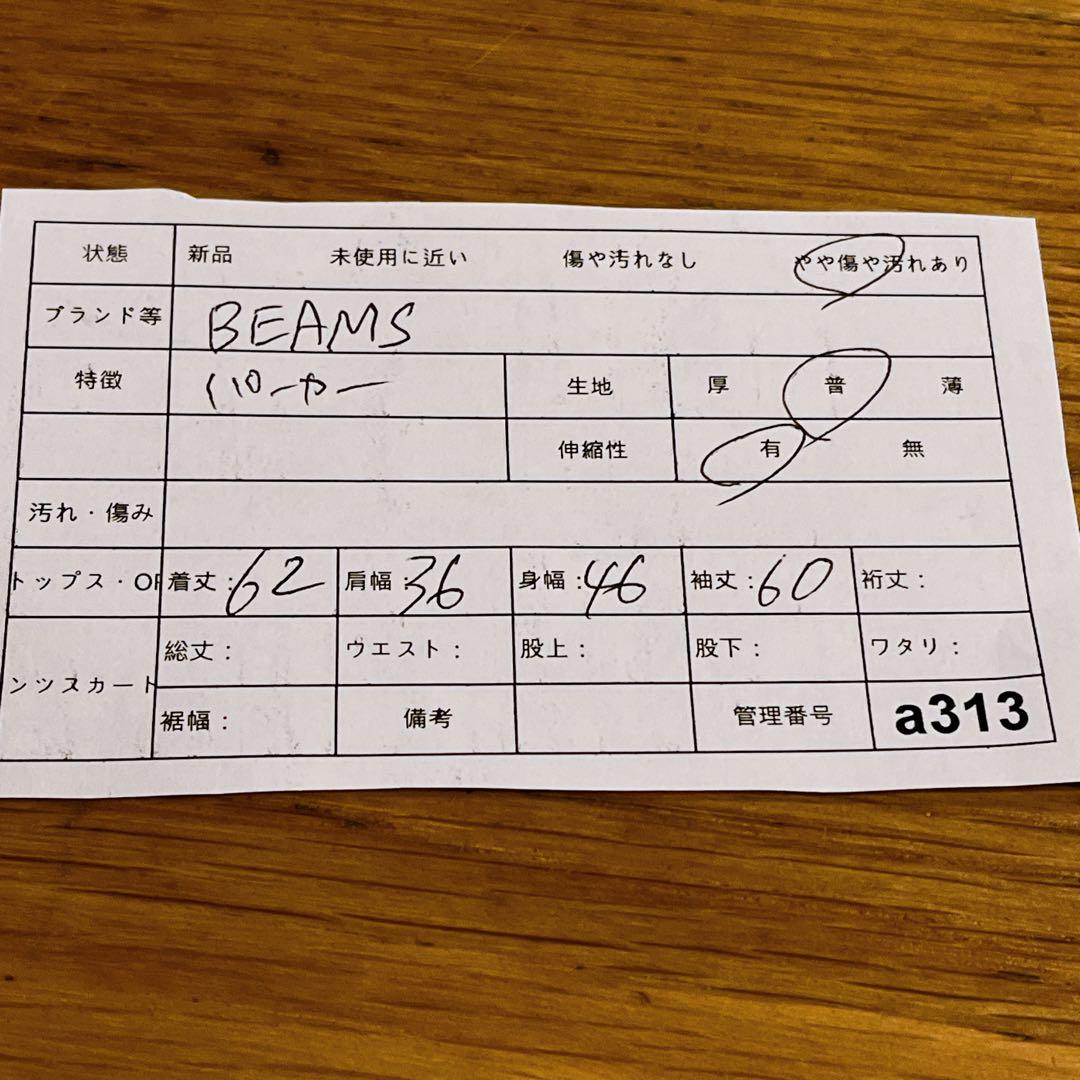 状態 新品 未使用に近い 傷や汚れなし やや傷や汚れあり
ブランド等 BEAMS
特徴 パーカー 生地 厚 普 薄
伸縮性 有 無
汚れ・傷み
トップス・OP 着丈:62 肩幅:36 身幅:46 袖丈:60 裄丈:
ンツスカート 総丈: ウエスト: 股上: 股下: ワタリ:
裾幅: 備考 管理番号 a313